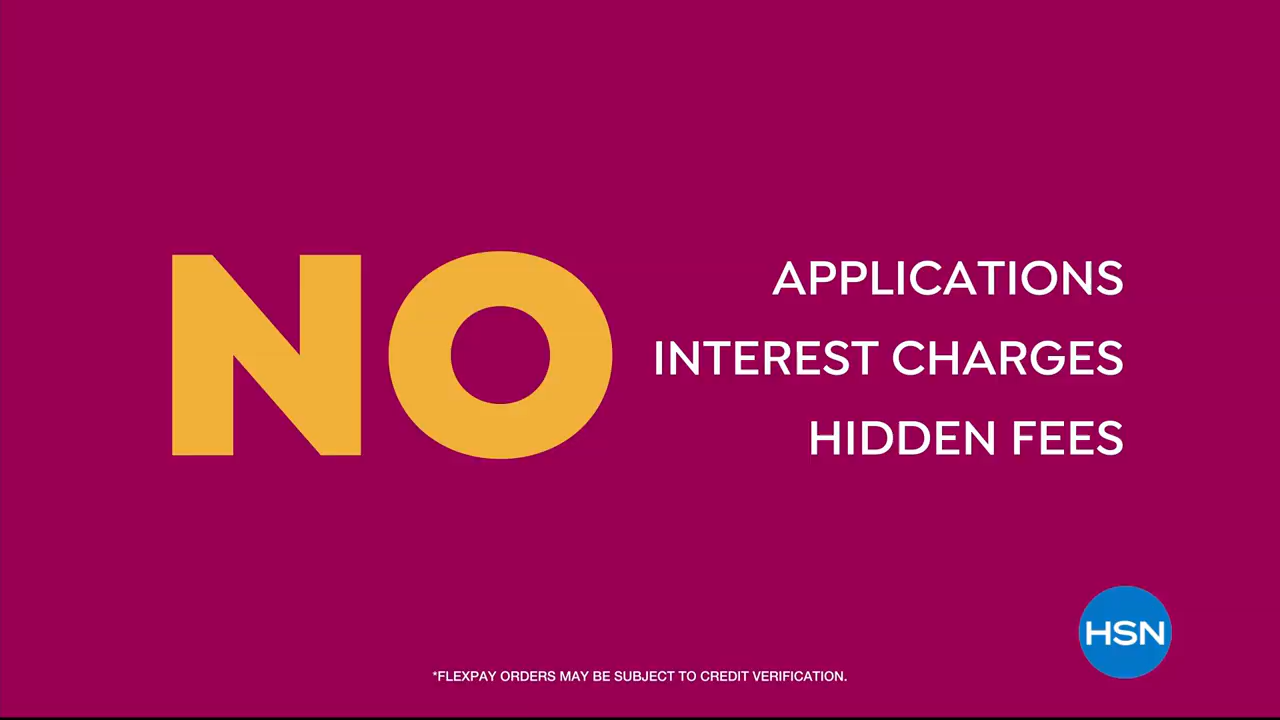 NO
APPLICATIONS
INTEREST CHARGES
HIDDEN FEES
HSN
*FLEXPAY ORDERS MAY BE SUBJECT TO CREDIT VERIFICATION.